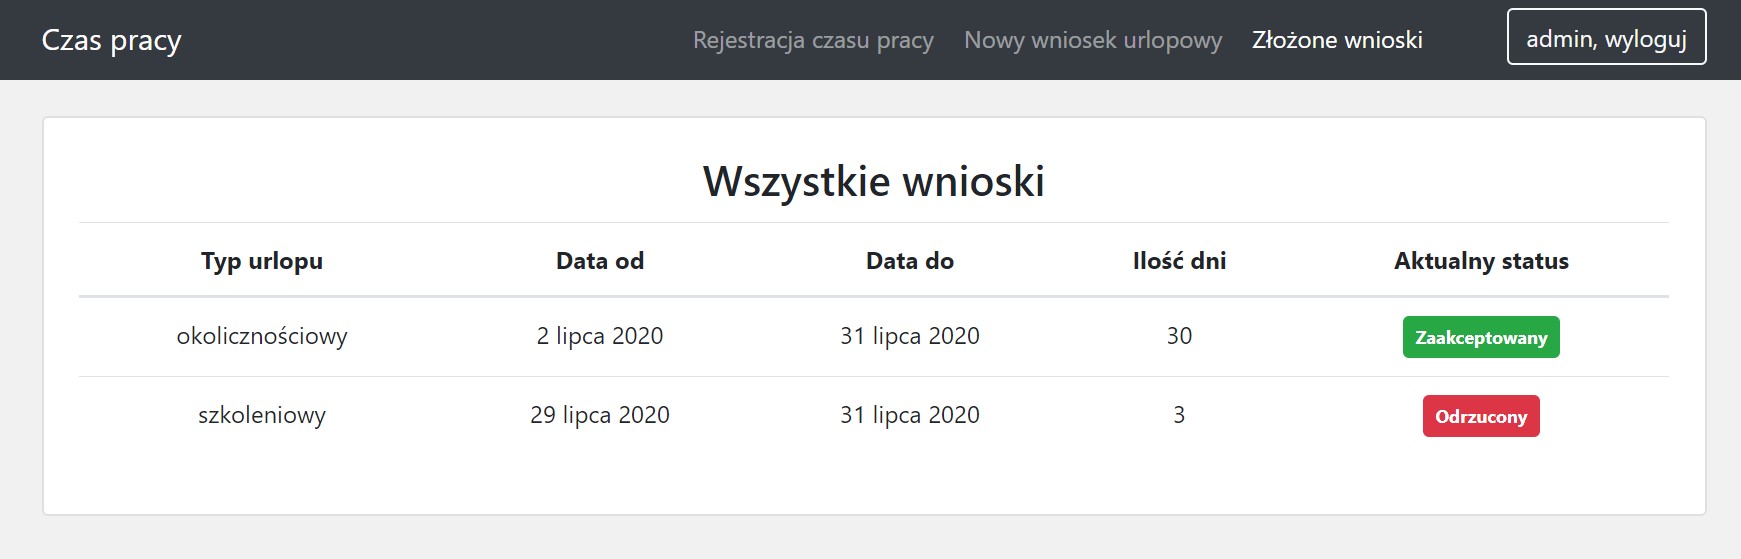 Czas pracy Rejestracja czasu pracy Nowy wniosek urlopowy Złożone wnioski admin, wyloguj
Wszystkie wnioski
Typ urlopu Data od Data do Ilość dni Aktualny status
okolicznościowy 2 lipca 2020 31 lipca 2020 30 Zaakceptowany
szkoleniowy 29 lipca 2020 31 lipca 2020 3 Odrzucony